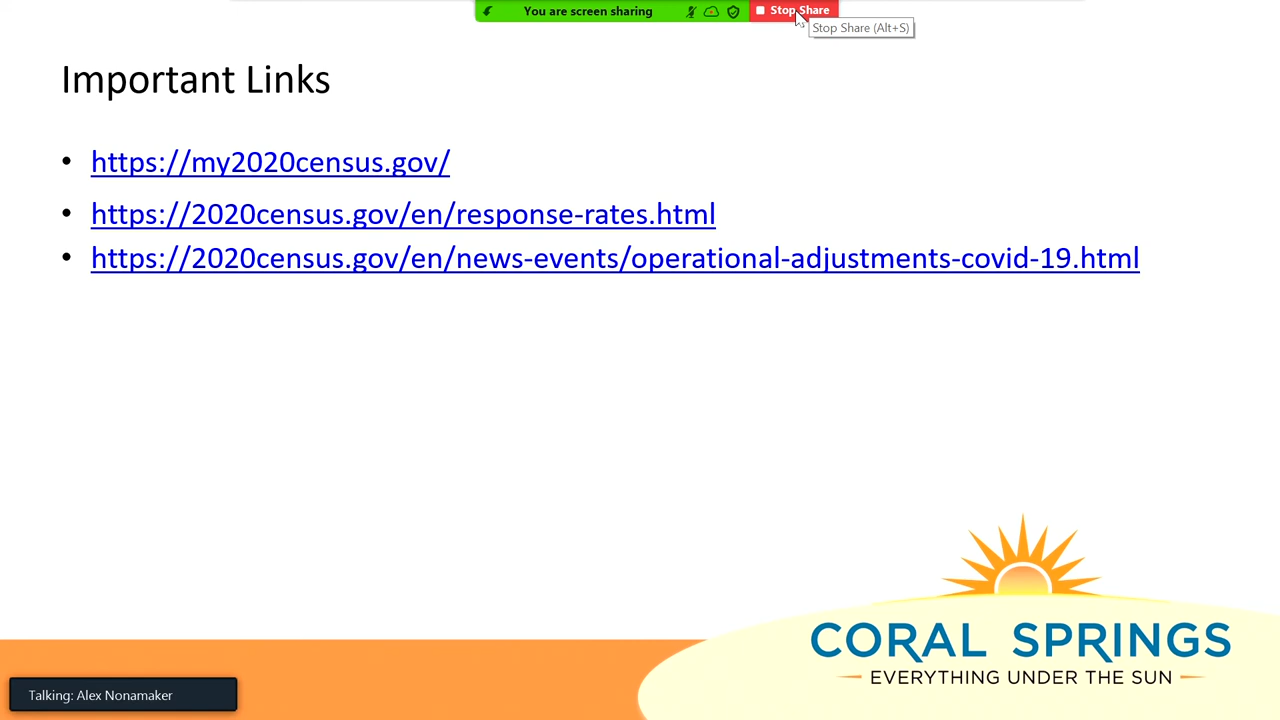 You are screen sharing
Stop Share
Stop Share (Alt+S)
Important Links
• https://my2020census.gov/
• https://2020census.gov/en/response-rates.html
• https://2020census.gov/en/news-events/operational-adjustments-covid-19.html
CORAL SPRINGS
EVERYTHING UNDER THE SUN
Talking: Alex Nonamaker